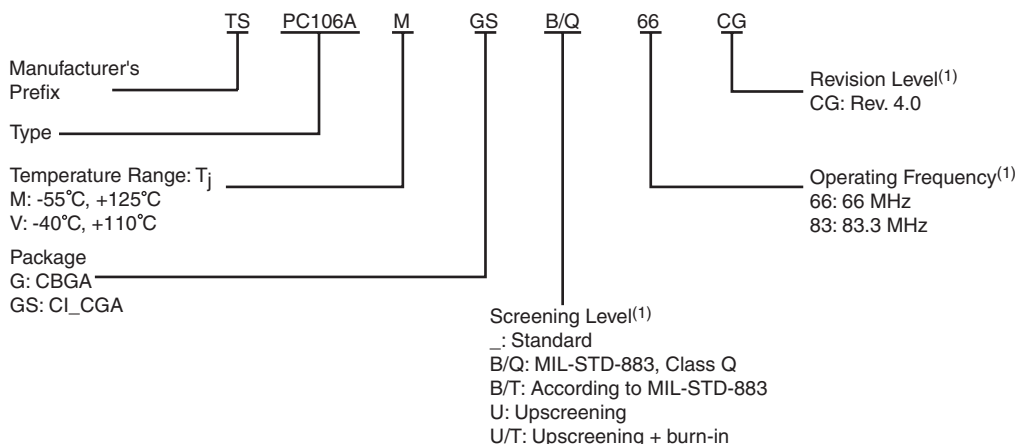 TS PC106A M GS B/Q 66 CG
Manufacturer's
Prefix
Type
Temperature Range: Tj
M: -55°C, +125°C
V: -40°C, +110°C
Package
G: CBGA
GS: CI_CGA
Screening Level(1)
_: Standard
B/Q: MIL-STD-883, Class Q
B/T: According to MIL-STD-883
U: Upscreening
U/T: Upscreening + burn-in
Operating Frequency(1)
66: 66 MHz
83: 83.3 MHz
Revision Level(1)
CG: Rev. 4.0